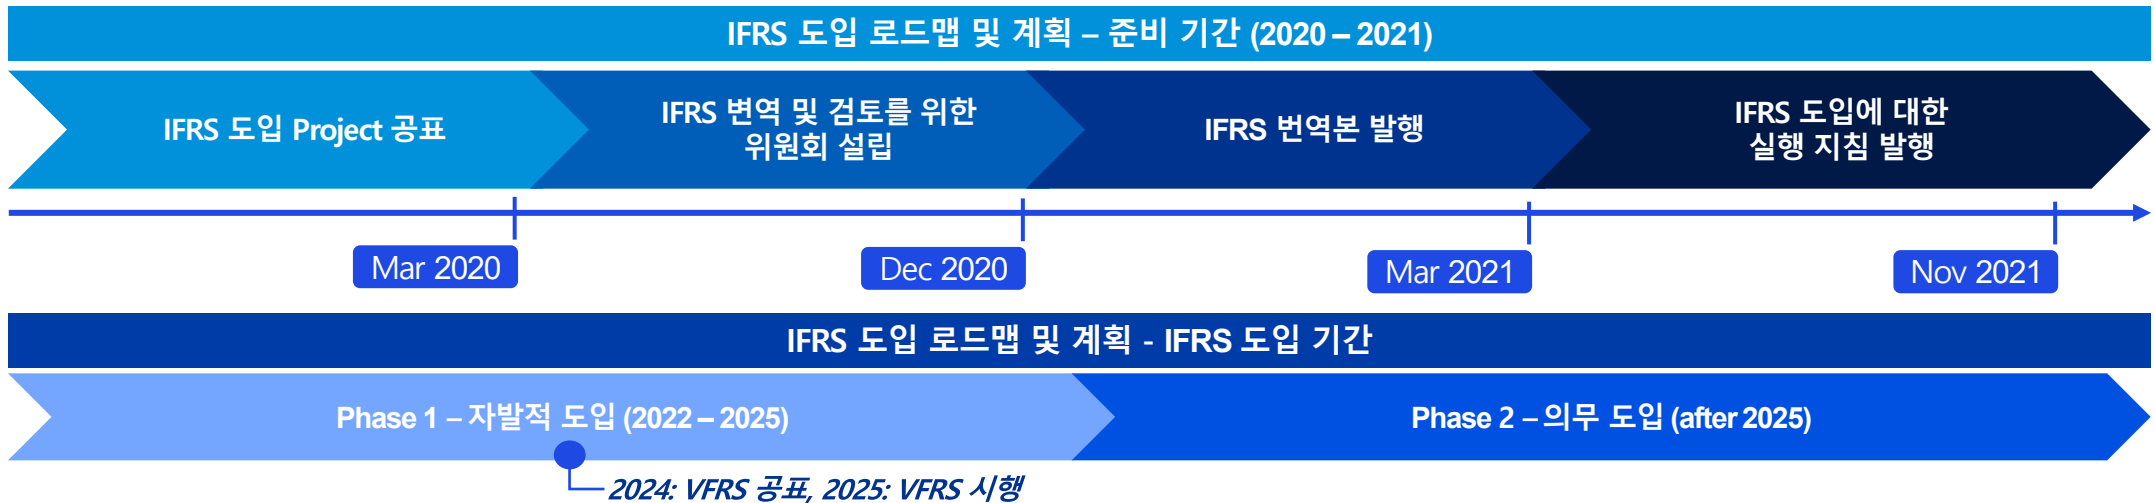 IFRS 도입 로드맵 및 계획 – 준비 기간 (2020 – 2021)
IFRS 도입 Project 공표
IFRS 변역 및 검토를 위한
위원회 설립
IFRS 번역본 발행
IFRS 도입에 대한
실행 지침 발행
Mar 2020
Dec 2020
Mar 2021
Nov 2021
IFRS 도입 로드맵 및 계획 - IFRS 도입 기간
Phase 1 – 자발적 도입 (2022 – 2025)
Phase 2 – 의무 도입 (after 2025)
2024: VFRS 공표, 2025: VFRS 시행